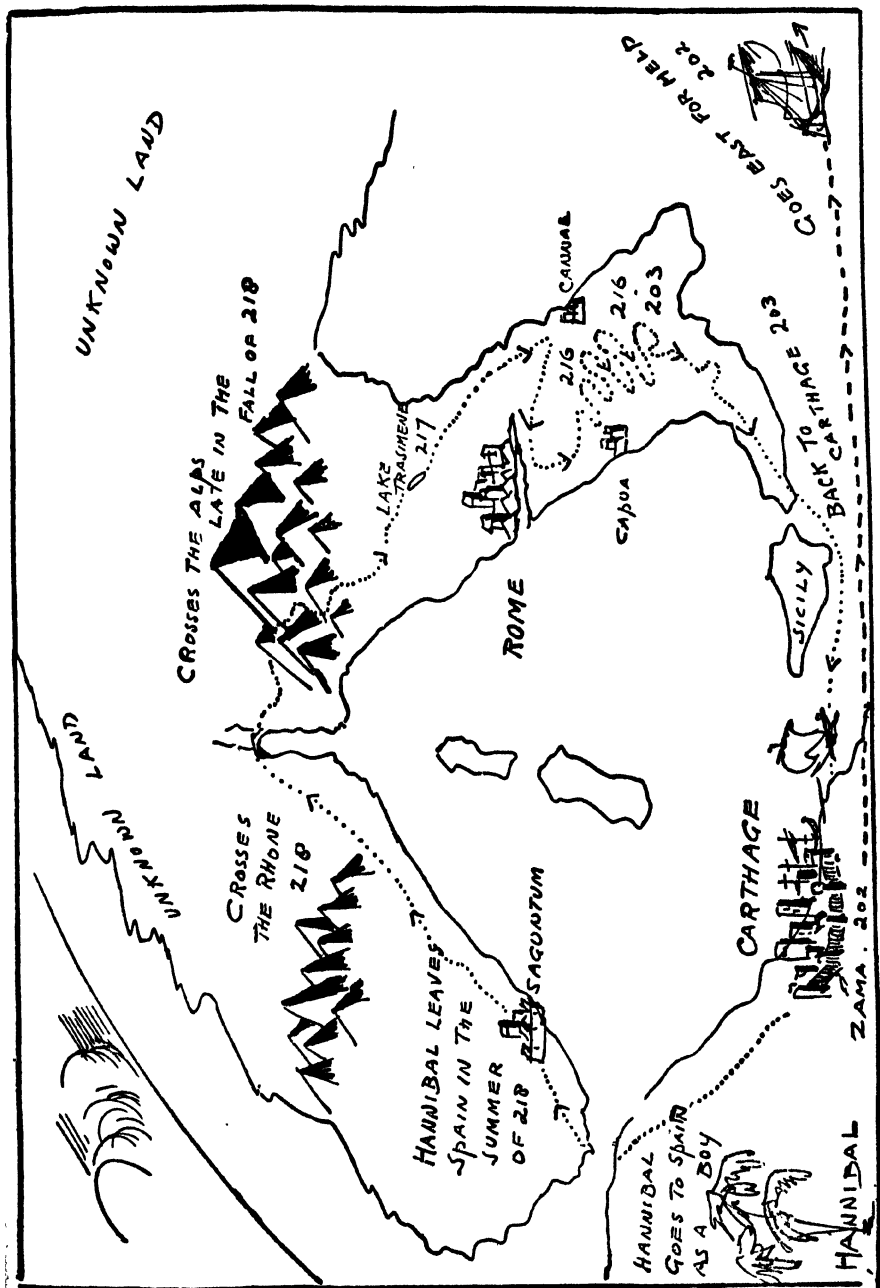 UNKNOWN LAND
UNKNOWN LAND
CROSSES THE ALPS
LATE IN THE
FALL OF 218
CROSSES
THE RHONE
218
HANNIBAL LEAVES
SPAIN IN THE
SUMMER
OF 218
SAGUNTUM
LAKE
TRASIMENE
217
ROME
CANNAE
216
216
203
CAPUA
SICILY
BACK TO
CARTHAGE 203
GOES EAST FOR HELP
202
CARTHAGE
ZAMA. 202
HANNIBAL
GOES TO SPAIN
AS A BOY
HANNIBAL